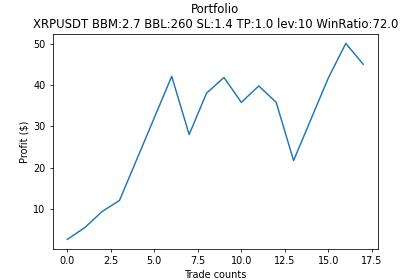 Portfolio
XRPUSDT BBM:2.7 BBL:260 SL:1.4 TP:1.0 lev:10 WinRatio:72.0
50
40
30
20
10
Profit ($)
0.0 2.5 5.0 7.5 10.0 12.5 15.0 17.5
Trade counts